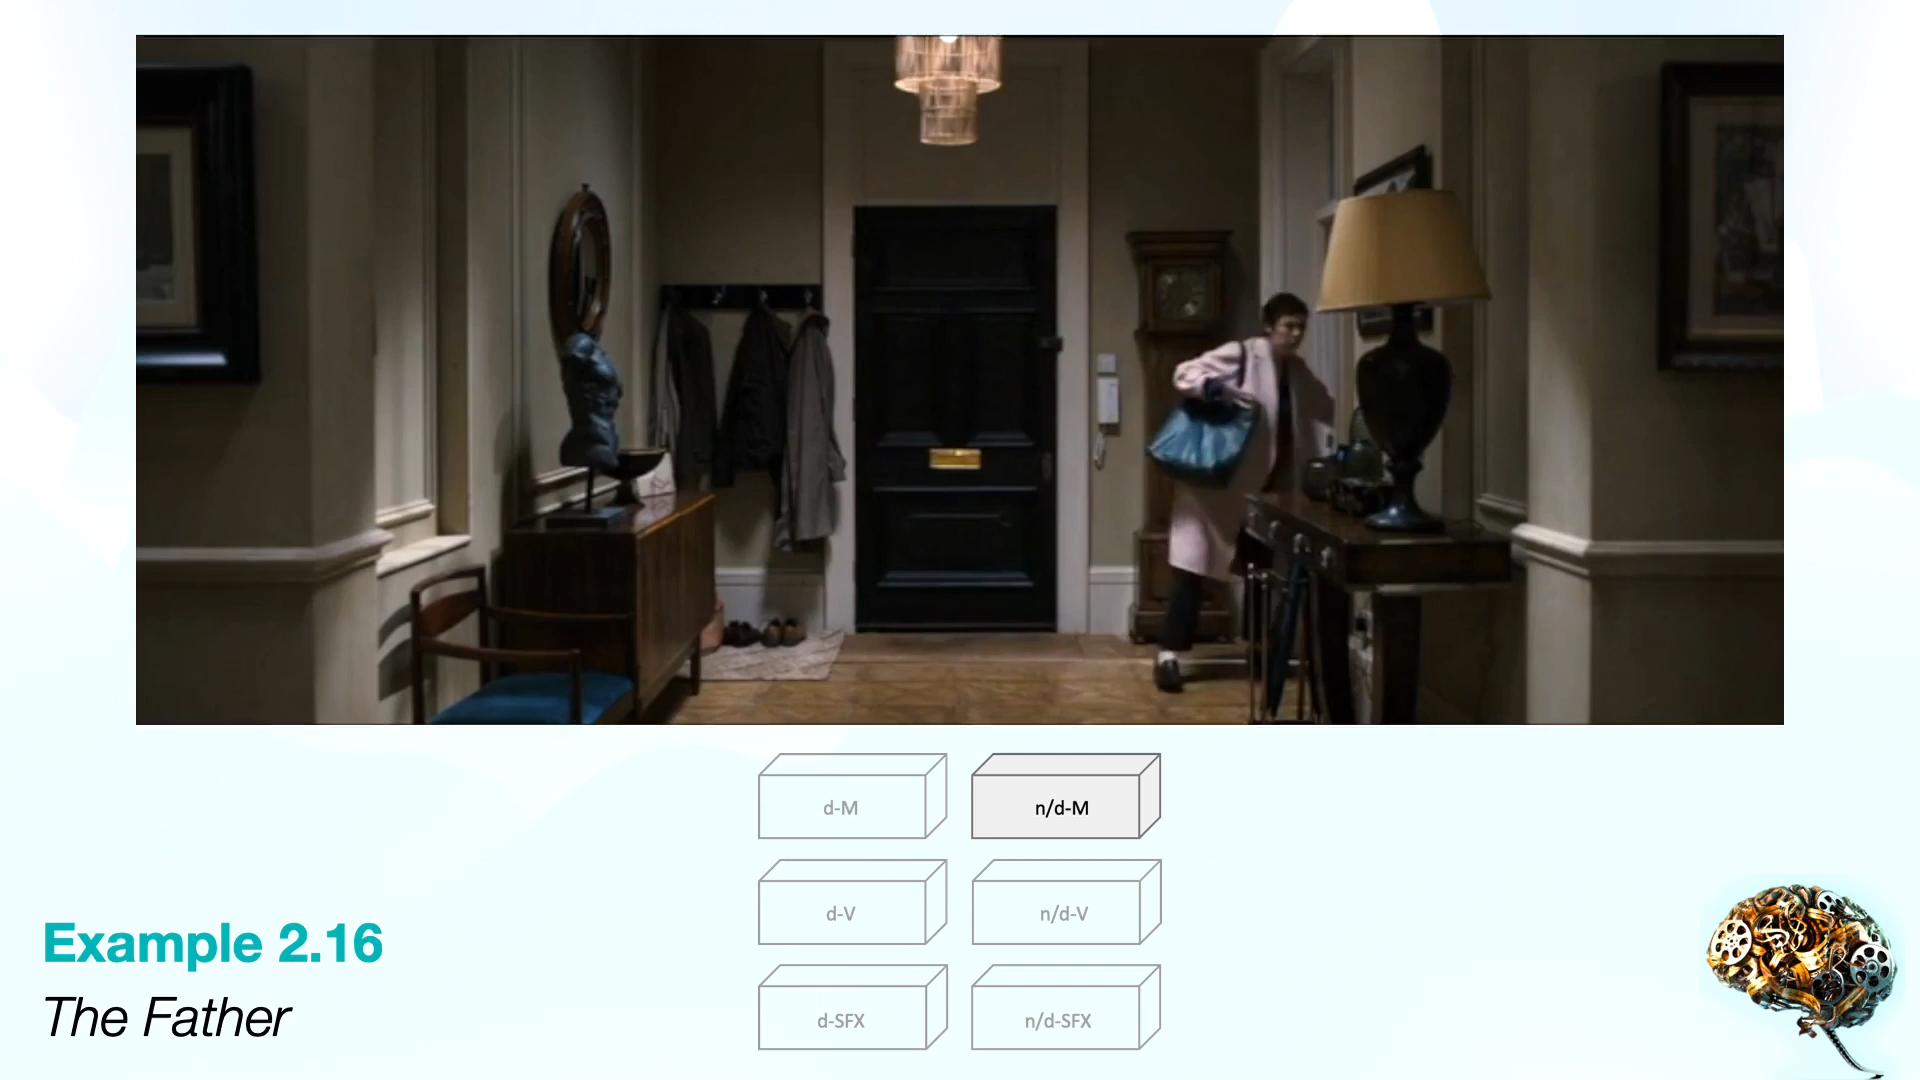 d-M
n/d-M
d-V
n/d-V
d-SFX
n/d-SFX
Example 2.16
The Father